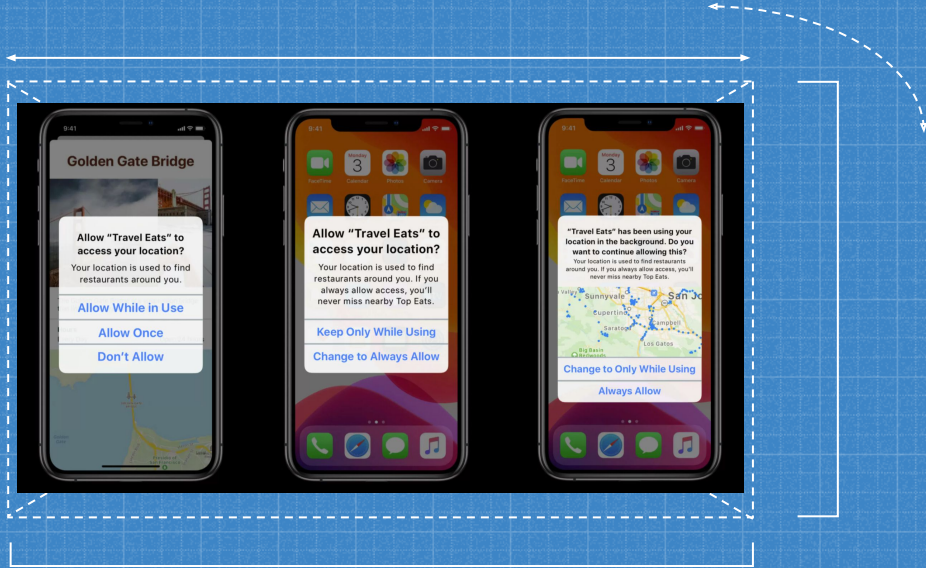 9:41
Golden Gate Bridge
Allow “Travel Eats” to
access your location?
Your location is used to find
restaurants around you.
Allow While in Use
Allow Once
Don’t Allow
9:41
Monday
3
FaceTime
Calendar
Photos
Camera
Allow “Travel Eats” to
access your location?
Your location is used to find
restaurants around you. If you
always allow access, you’ll
never miss nearby Top Eats.
Keep Only While Using
Change to Always Allow
9:41
Monday
3
FaceTime
Calendar
Photos
Camera
“Travel Eats” has been using your
location in the background. Do you
want to continue allowing this?
Your location is used to find restaurants
around you. If you always allow access, you’ll
never miss nearby Top Eats.
Valley
Sunnyvale
San Jo
Cupertino
Campbell
Saratoga
Los Gatos
Big Basin
Redwoods
Change to Only While Using
Always Allow